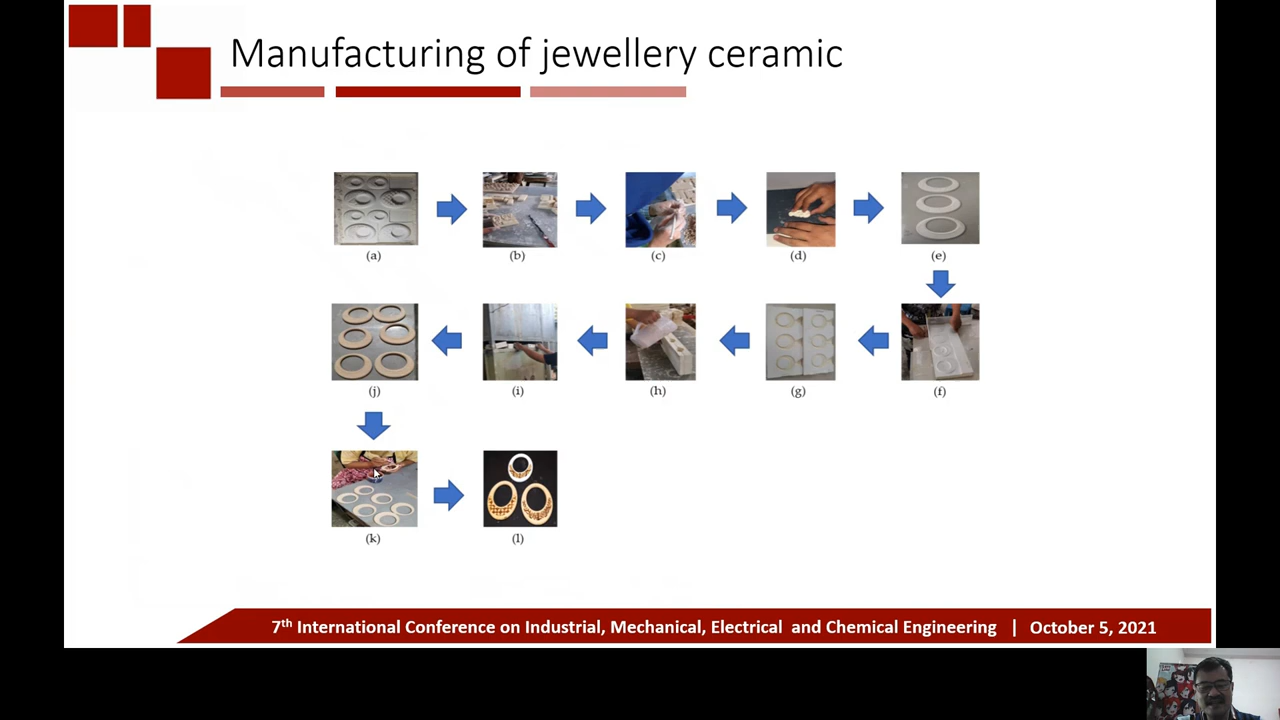 Manufacturing of jewellery ceramic
(a) (b) (c) (d) (e)
(j) (i) (h) (g) (f)
(k) (l)
7th International Conference on Industrial, Mechanical, Electrical and Chemical Engineering | October 5, 2021